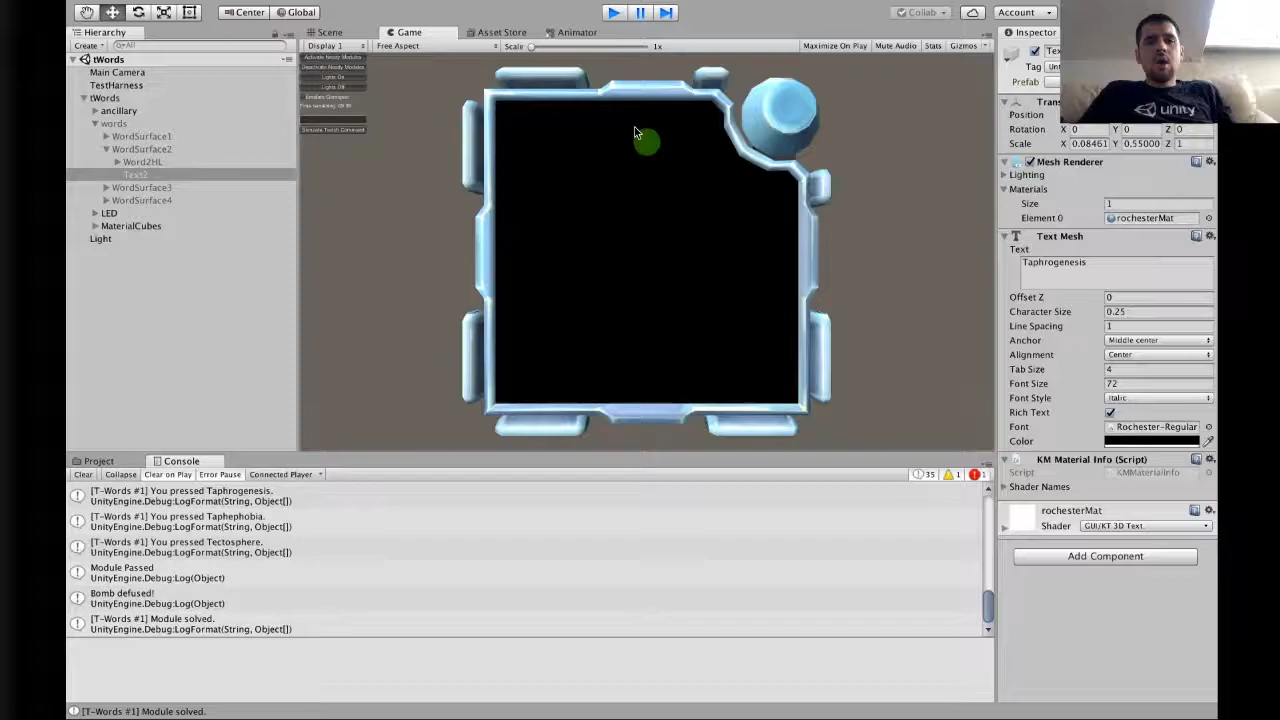 Center
Global
Collab
Account
Hierarchy
Scene
Game
Asset Store
Animator
Inspector
Create
All
Display 1
Free Aspect
Scale
1x
Maximize On Play
Mute Audio
Stats
Gizmos
Tag
Prefab
tWords
Main Camera
TestHarness
tWords
ancillary
words
WordSurface1
WordSurface2
Word2HL
Text2
WordSurface3
WordSurface4
LED
MaterialCubes
Light
Lights On
Lights Off
Simulate Twitch Command
unity
Position
Rotation X 0 Y 0 Z 0
Scale X 0.08461 Y 0.55000 Z 1
Mesh Renderer
Lighting
Materials
Size 1
Element 0 rochesterMat
Text Mesh
Text
Taphrogenesis
Offset Z 0
Character Size 0.25
Line Spacing 1
Anchor Middle center
Alignment Center
Tab Size 4
Font Size 72
Font Style Italic
Rich Text
Font Rochester-Regular
Color
KM Material Info (Script)
Script KMMaterialInfo
Shader Names
rochesterMat
Shader GUI/KT 3D Text
Add Component
Project
Console
Clear
Collapse
Clear on Play
Error Pause
Connected Player
35
1
1
[T-Words #1] You pressed Taphrogenesis.
UnityEngine.Debug:LogFormat(String, Object[])
[T-Words #1] You pressed Taphephobia.
UnityEngine.Debug:LogFormat(String, Object[])
[T-Words #1] You pressed Tectosphere.
UnityEngine.Debug:LogFormat(String, Object[])
Module Passed
UnityEngine.Debug:Log(Object)
Bomb defused!
UnityEngine.Debug:Log(Object)
[T-Words #1] Module solved.
UnityEngine.Debug:LogFormat(String, Object[])
[T-Words #1] Module solved.